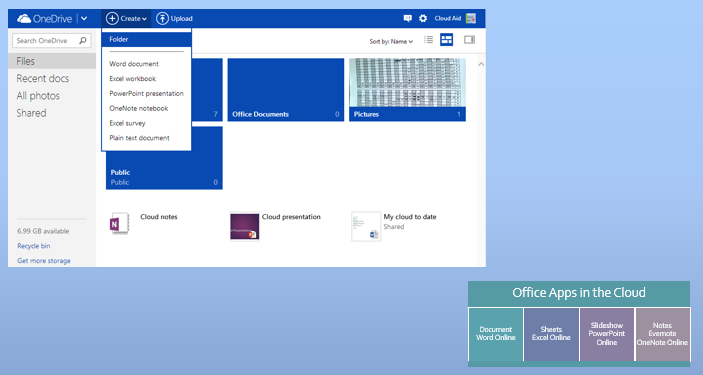 OneDrive
Create
Upload
Cloud Aid
Search OneDrive
Files
Recent docs
All photos
Shared
6.99 GB available
Recycle bin
Get more storage
Folder
Word document
Excel workbook
PowerPoint presentation
OneNote notebook
Excel survey
Plain text document
Sort by: Name
7
Office Documents 0
Pictures 1
Public
Public 0
Cloud notes
Cloud presentation
My cloud to date
Shared
Office Apps in the Cloud
Document
Word Online
Sheets
Excel Online
Slideshow
PowerPoint
Online
Notes
Evernote
OneNote Online